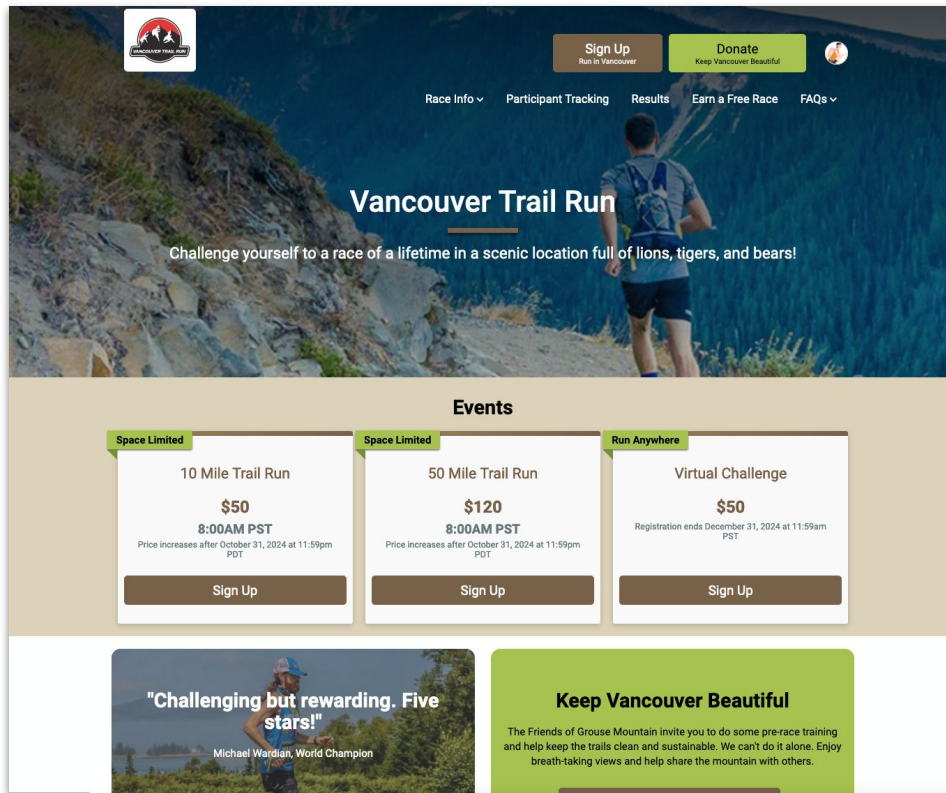 VANCOUVER TRAIL RUN
Sign Up
Run in Vancouver
Donate
Keep Vancouver Beautiful
Race Info
Participant Tracking
Results
Earn a Free Race
FAQs
Vancouver Trail Run
Challenge yourself to a race of a lifetime in a scenic location full of lions, tigers, and bears!
Events
Space Limited
10 Mile Trail Run
$50
8:00AM PST
Price increases after October 31, 2024 at 11:59pm
PDT
Sign Up
Space Limited
50 Mile Trail Run
$120
8:00AM PST
Price increases after October 31, 2024 at 11:59pm
PDT
Sign Up
Run Anywhere
Virtual Challenge
$50
Registration ends December 31, 2024 at 11:59am
PST
Sign Up
"Challenging but rewarding. Five
stars!"
Michael Wardian, World Champion
Keep Vancouver Beautiful
The Friends of Grouse Mountain invite you to do some pre-race training
and help keep the trails clean and sustainable. We can't do it alone. Enjoy
breath-taking views and help share the mountain with others.